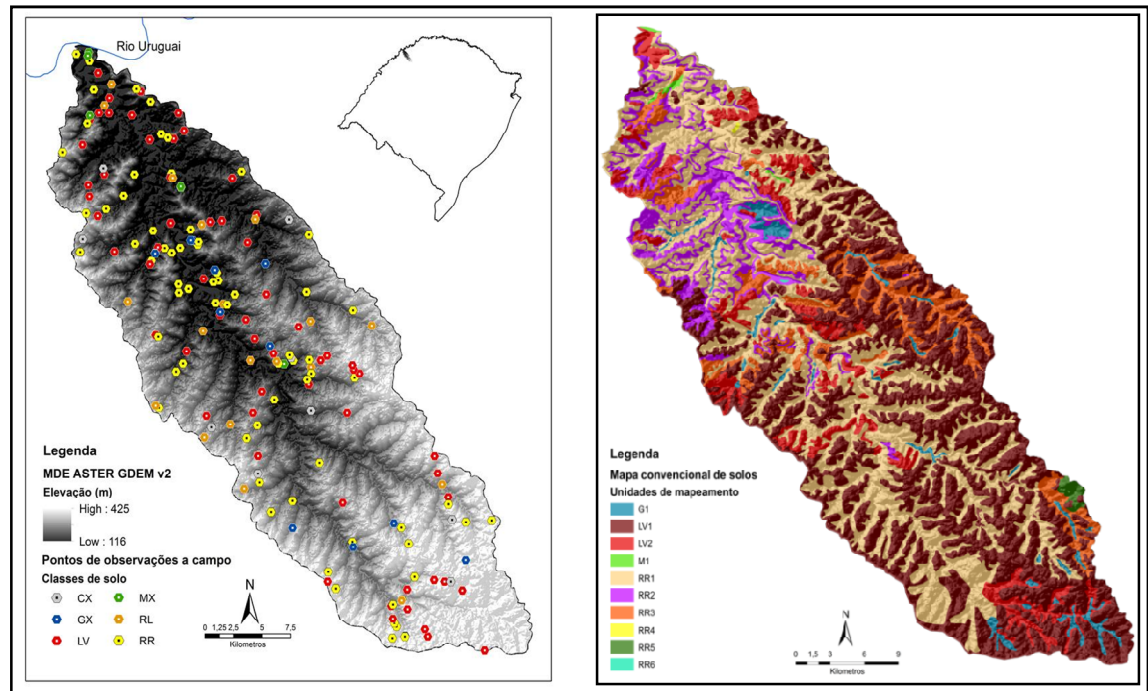 Rio Uruguai
Legenda
MDE ASTER GDEM v2
Elevação (m)
High : 425
Low : 116
Pontos de observações a campo
Classes de solo
CX
MX
GX
RL
LV
RR
N
0 1,25 2,5 5 7,5
Kilometros
Legenda
Mapa convencional de solos
Unidades de mapeamento
G1
LV1
LV2
M1
RR1
RR2
RR3
RR4
RR5
RR6
N
0 1,5 3 6 9
Kilometros